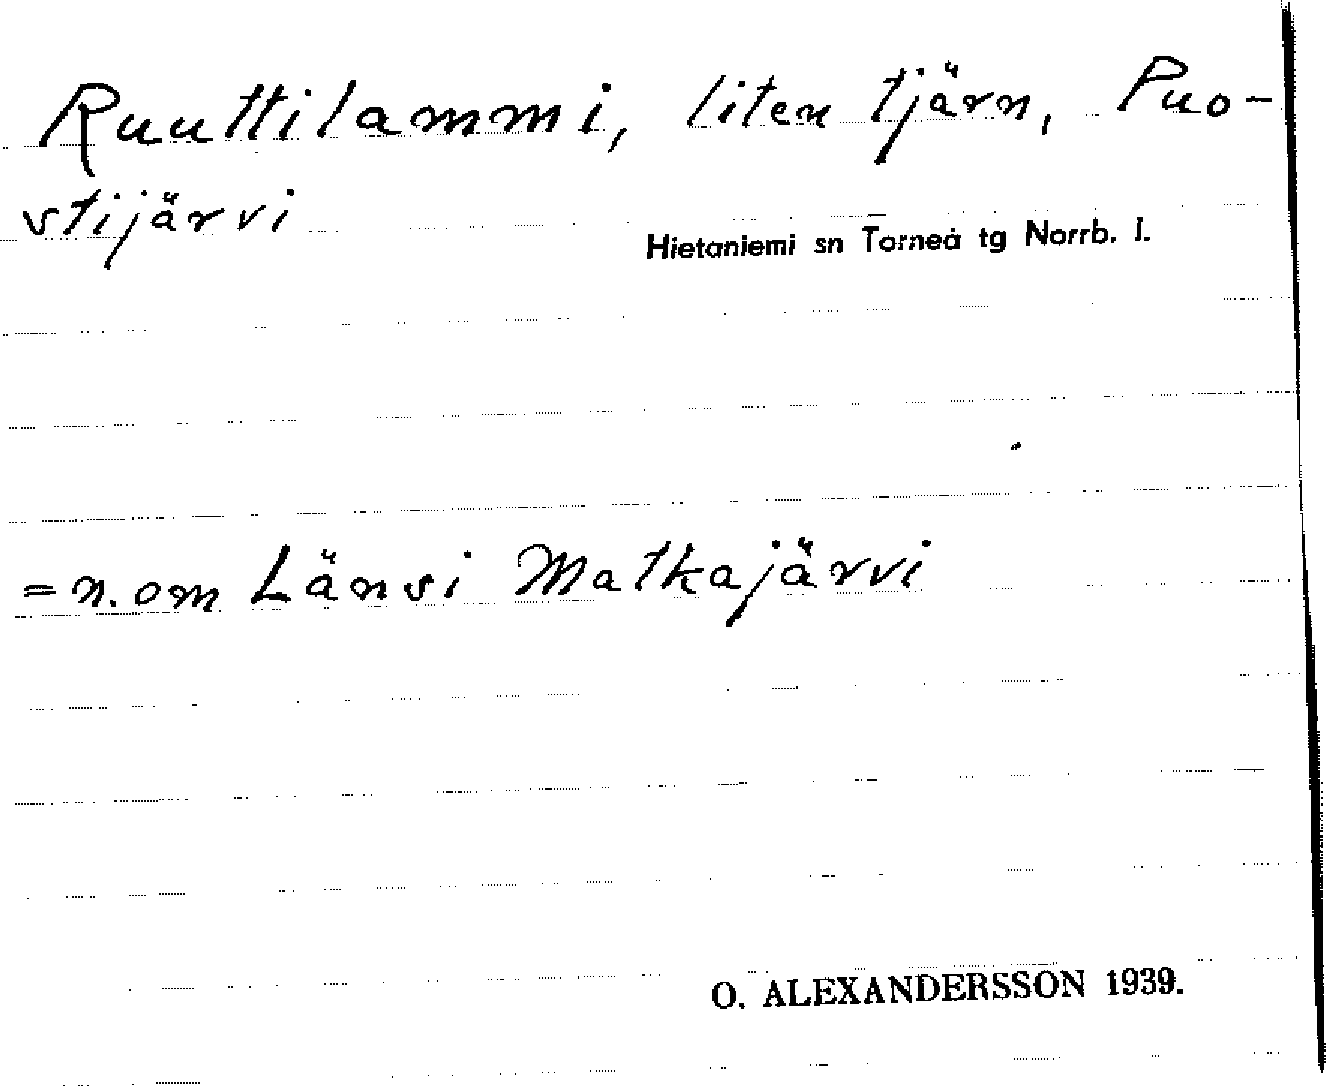 Ruuttilammi, liten tjärn, Puo-
stijärvi
Hietaniemi sn Torneå tg Norrb. l.
= n. om Länsi Matkajärvi
O. ALEXANDERSSON 1939.